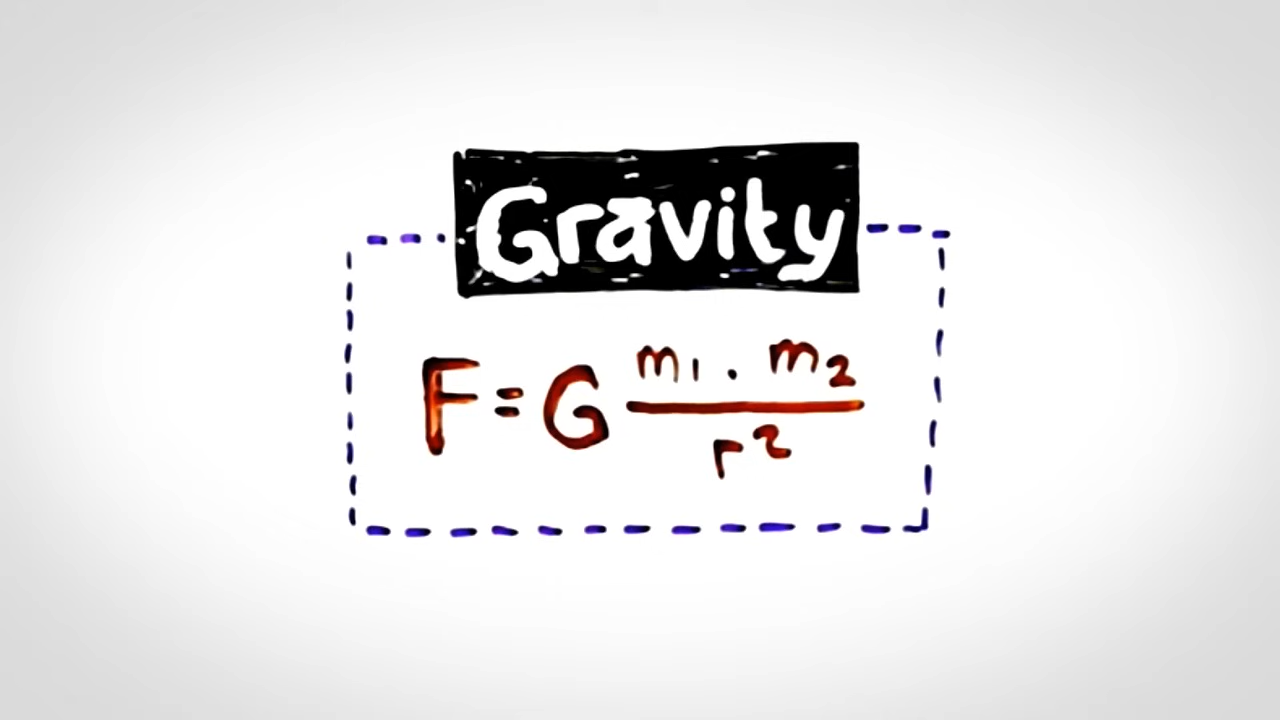 Gravity
F = G m₁ . m₂ / r²